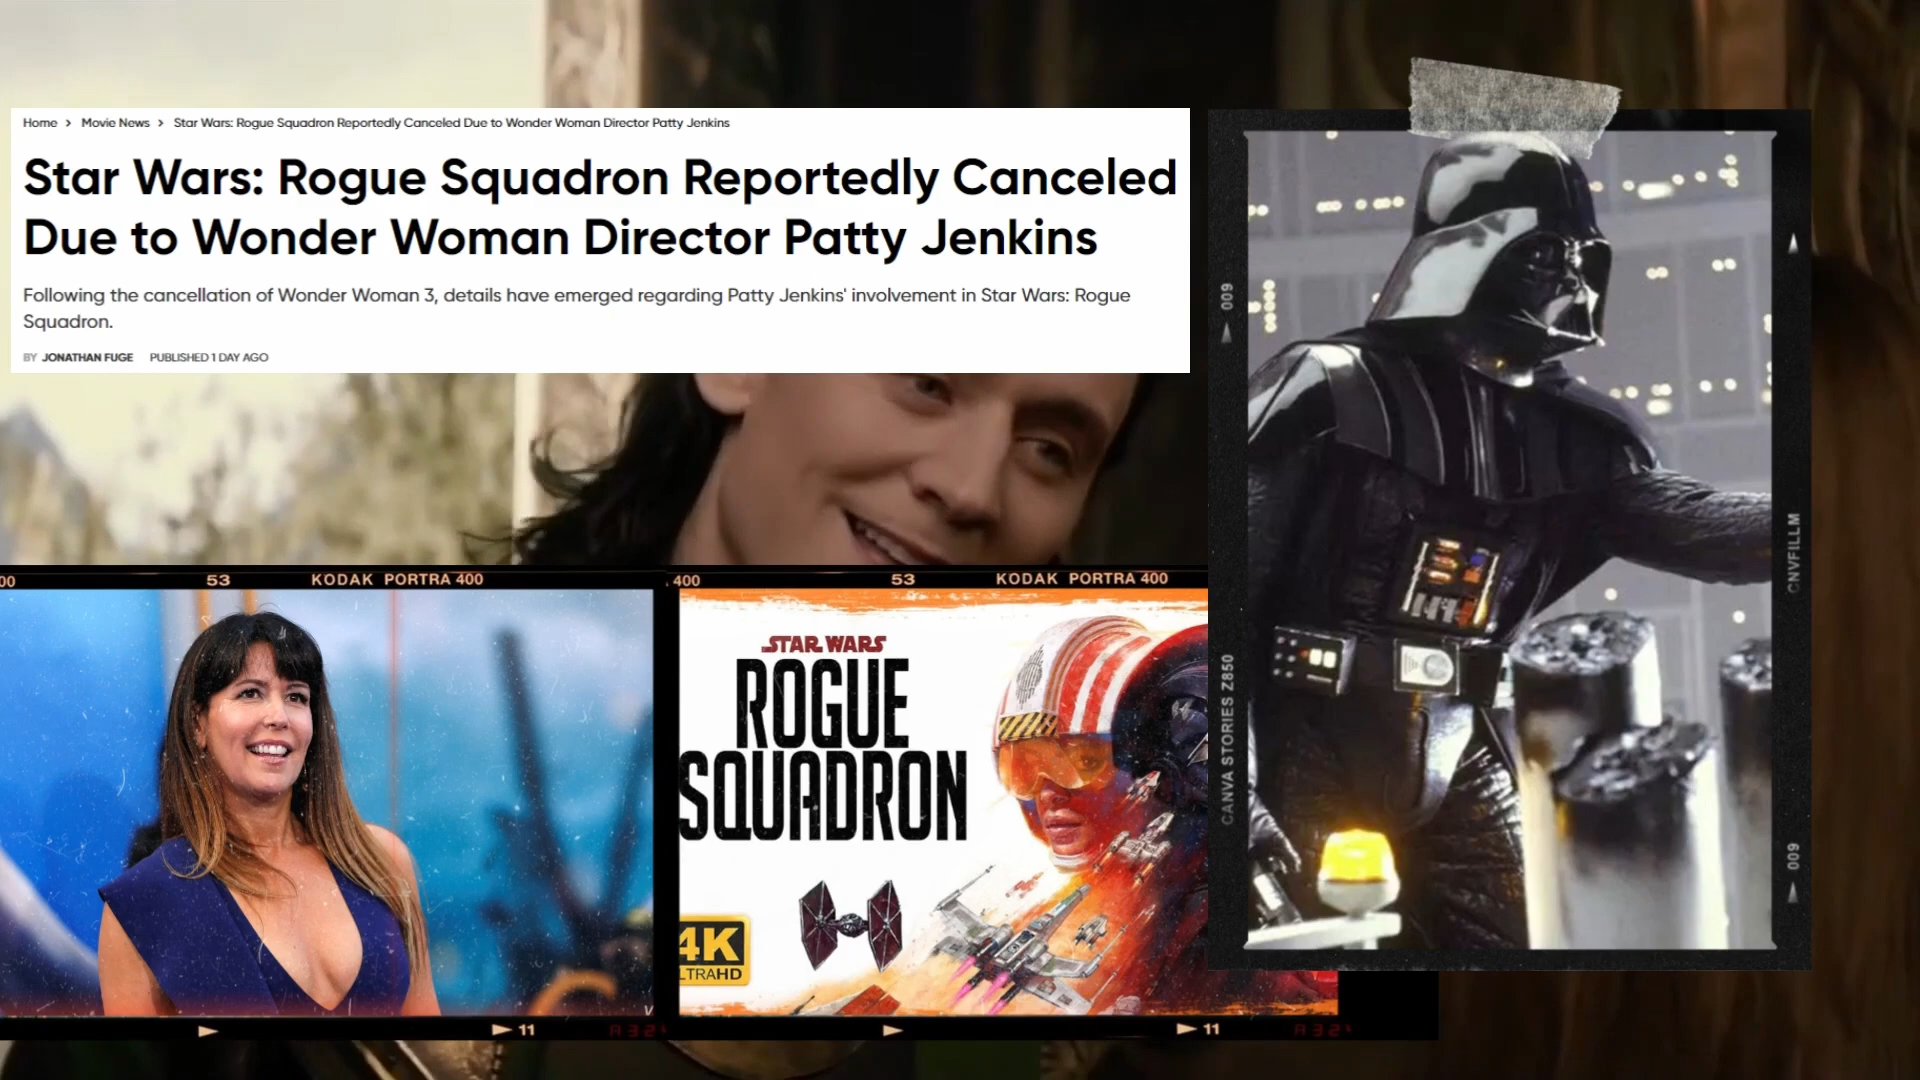 Home > Movie News > Star Wars: Rogue Squadron Reportedly Canceled Due to Wonder Woman Director Patty Jenkins
Star Wars: Rogue Squadron Reportedly Canceled
Due to Wonder Woman Director Patty Jenkins
Following the cancellation of Wonder Woman 3, details have emerged regarding Patty Jenkins' involvement in Star Wars: Rogue
Squadron.
BY JONATHAN FUGE PUBLISHED 1 DAY AGO
00 53 KODAK PORTRA 400
400 53 KODAK PORTRA 400
STAR WARS
ROGUE
SQUADRON
4K
LTRAHD
11
11
009
CANVA STORIES Z850
CNVFILLM
009